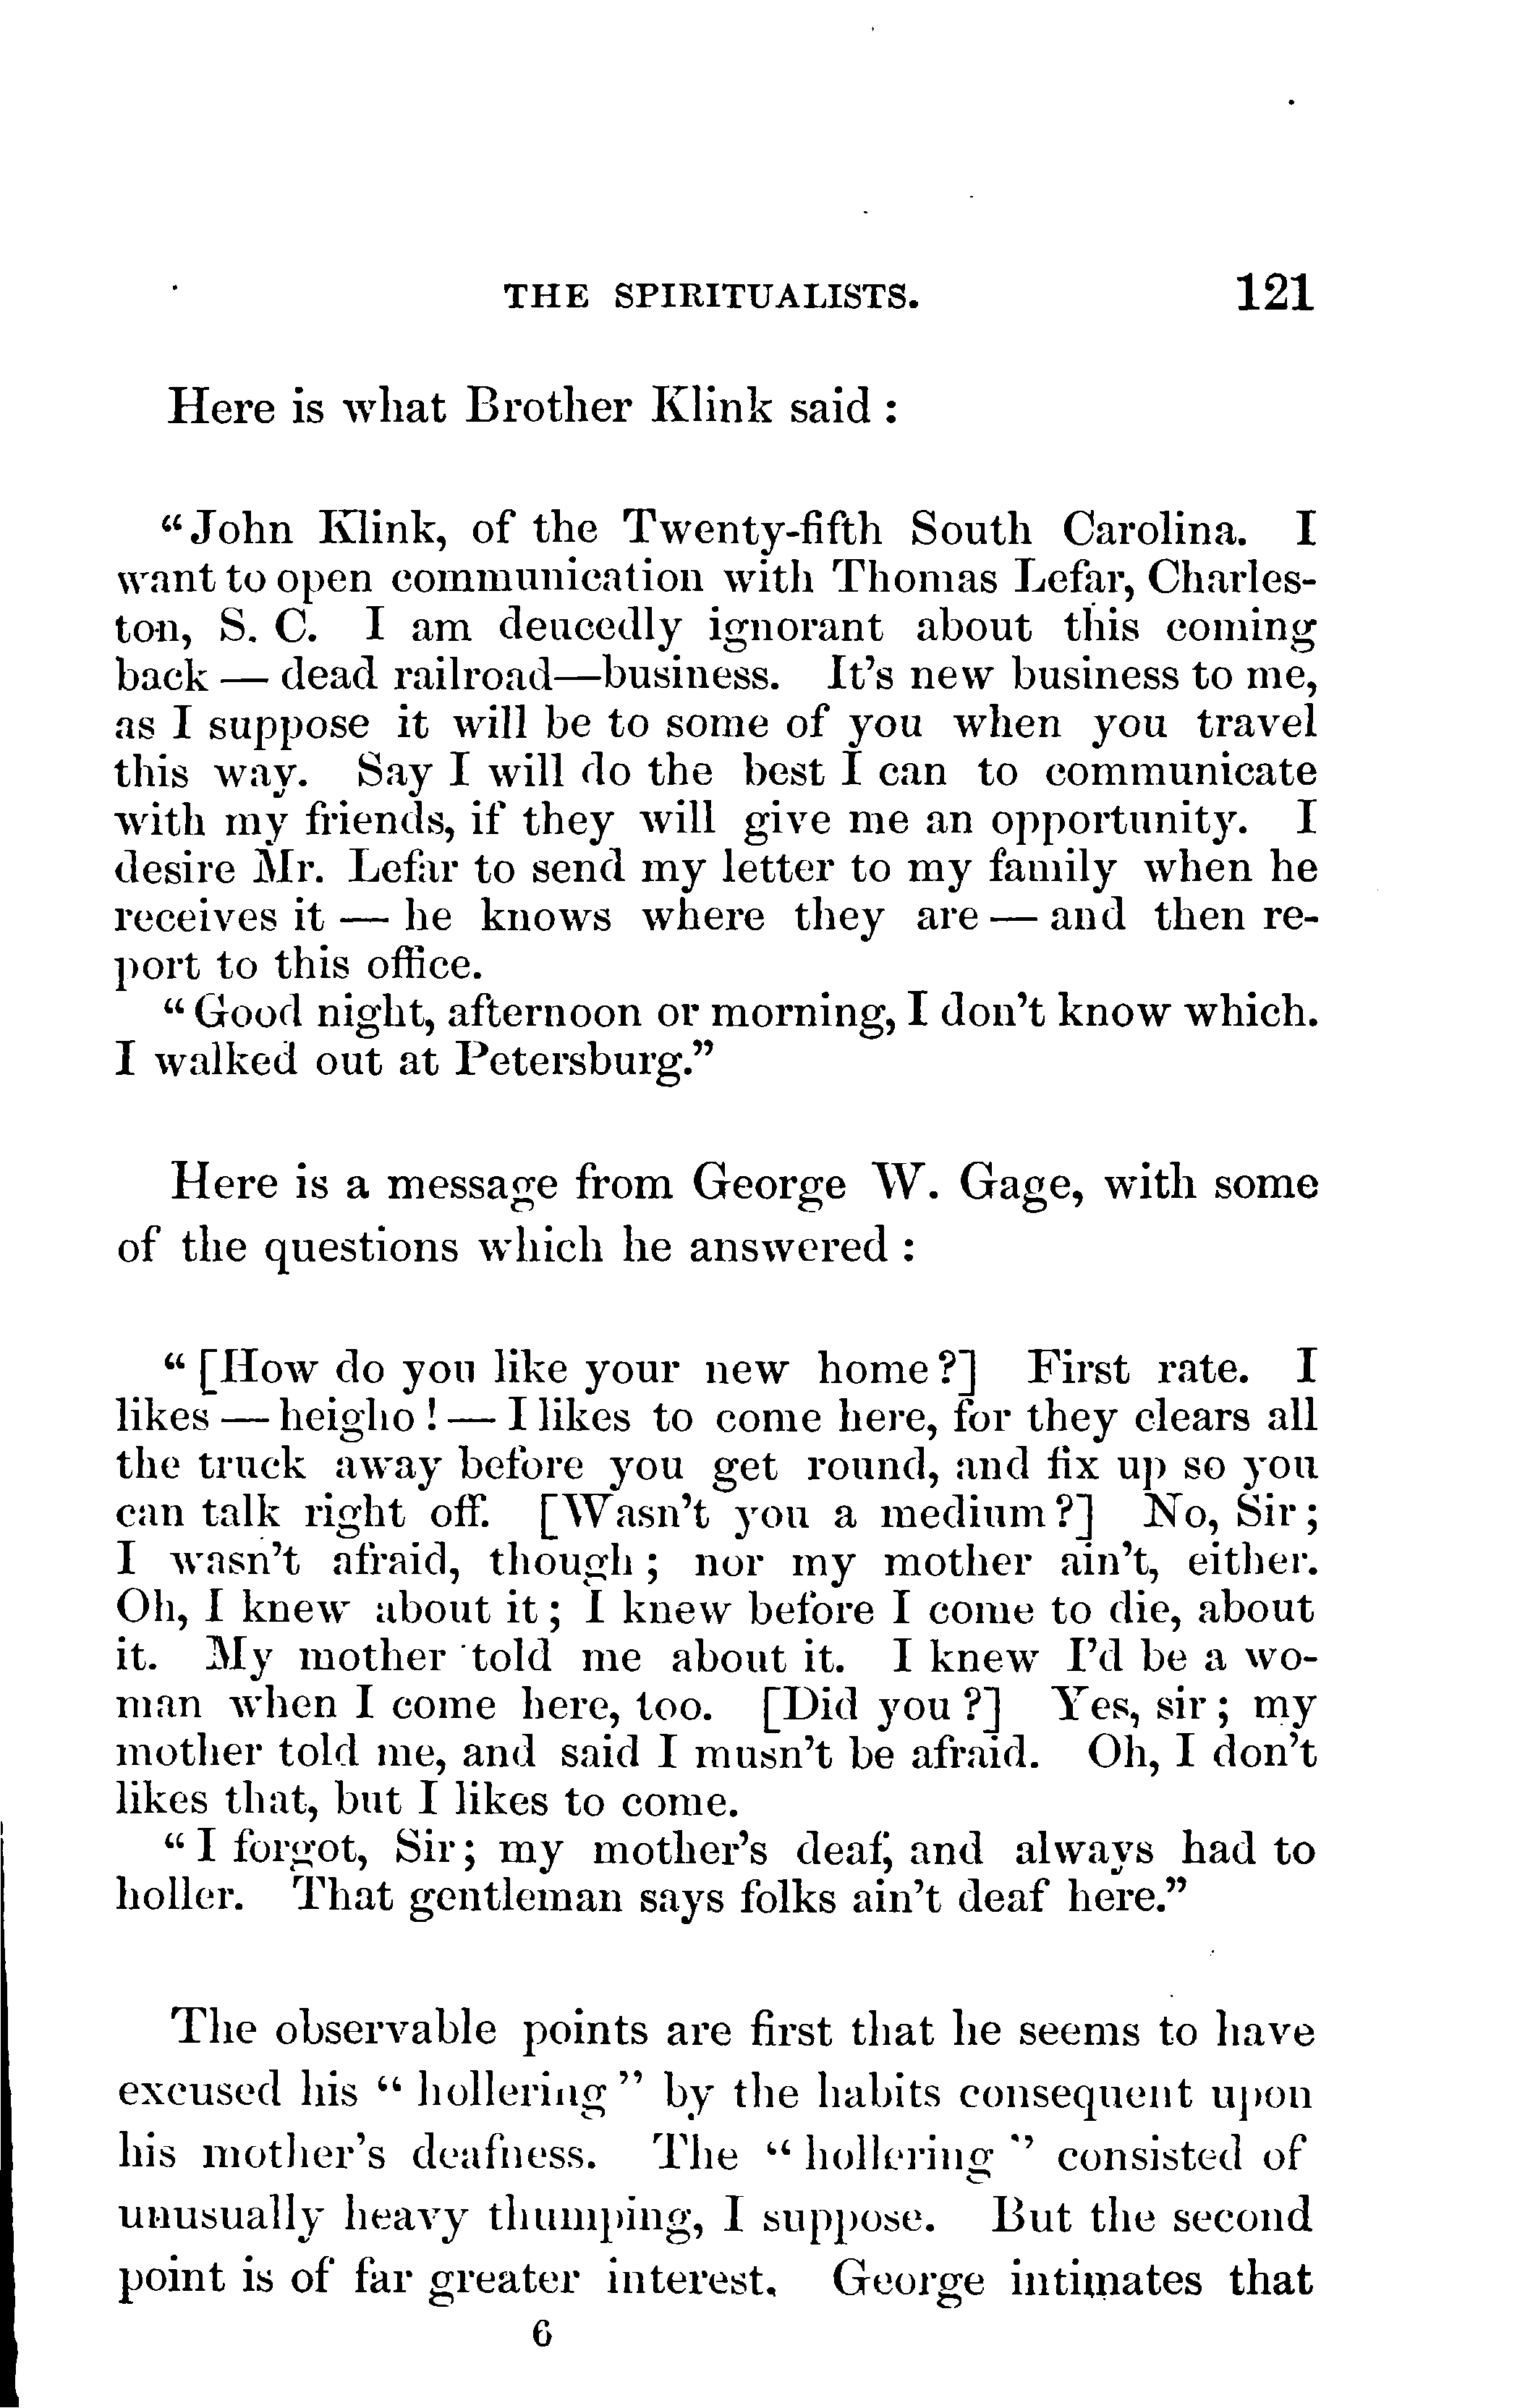 THE SPIRITUALISTS. 121
Here is what Brother Klink said :
“John Klink, of the Twenty-fifth South Carolina. I
want to open communication with Thomas Lefar, Charles-
ton, S. C. I am deucedly ignorant about this coming
back — dead railroad—business. It's new business to me,
as I suppose it will be to some of you when you travel
this way. Say I will do the best I can to communicate
with my friends, if they will give me an opportunity. I
desire Mr. Lefar to send my letter to my family when he
receives it — he knows where they are — and then re-
port to this office.
“ Good night, afternoon or morning, I don't know which.
I walked out at Petersburg.”
Here is a message from George W. Gage, with some
of the questions which he answered :
“ [How do you like your new home ?] First rate. I
likes — heigho ! — I likes to come here, for they clears all
the truck away before you get round, and fix up so you
can talk right off. [Wasn't you a medium ?] No, Sir ;
I wasn't afraid, though ; nor my mother ain't, either.
Oh, I knew about it ; I knew before I come to die, about
it. My mother told me about it. I knew I'd be a wo-
man when I come here, too. [Did you ?] Yes, sir ; my
mother told me, and said I musn't be afraid. Oh, I don't
likes that, but I likes to come.
“ I forgot, Sir ; my mother's deaf, and always had to
holler. That gentleman says folks ain't deaf here.”
The observable points are first that he seems to have
excused his “ hollering ” by the habits consequent upon
his mother's deafness. The “ hollering ” consisted of
unusually heavy thumping, I suppose. But the second
point is of far greater interest. George intimates that
6